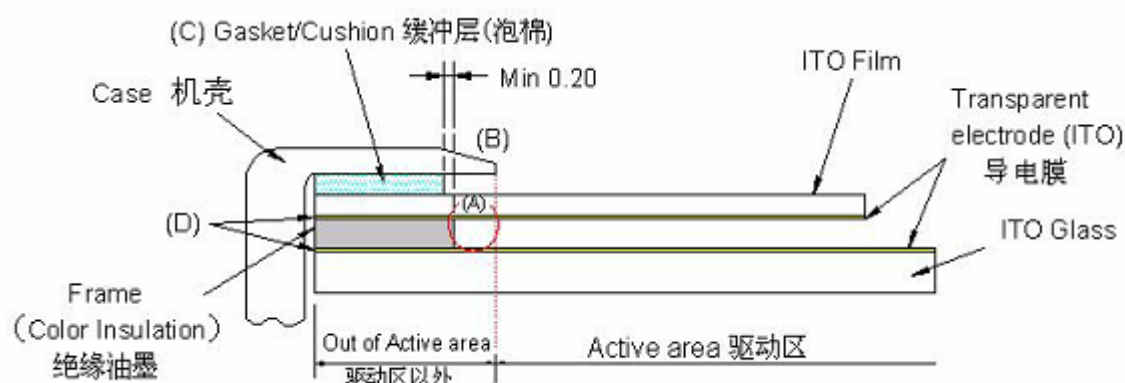 (C) Gasket/Cushion 缓冲层(泡棉)
Min 0.20
ITO Film
Case 机壳
Transparent
electrode (ITO)
导电膜
(B)
(A)
(D)
ITO Glass
Frame
(Color Insulation)
绝缘油墨
Out of Active area
驱动区以外
Active area 驱动区